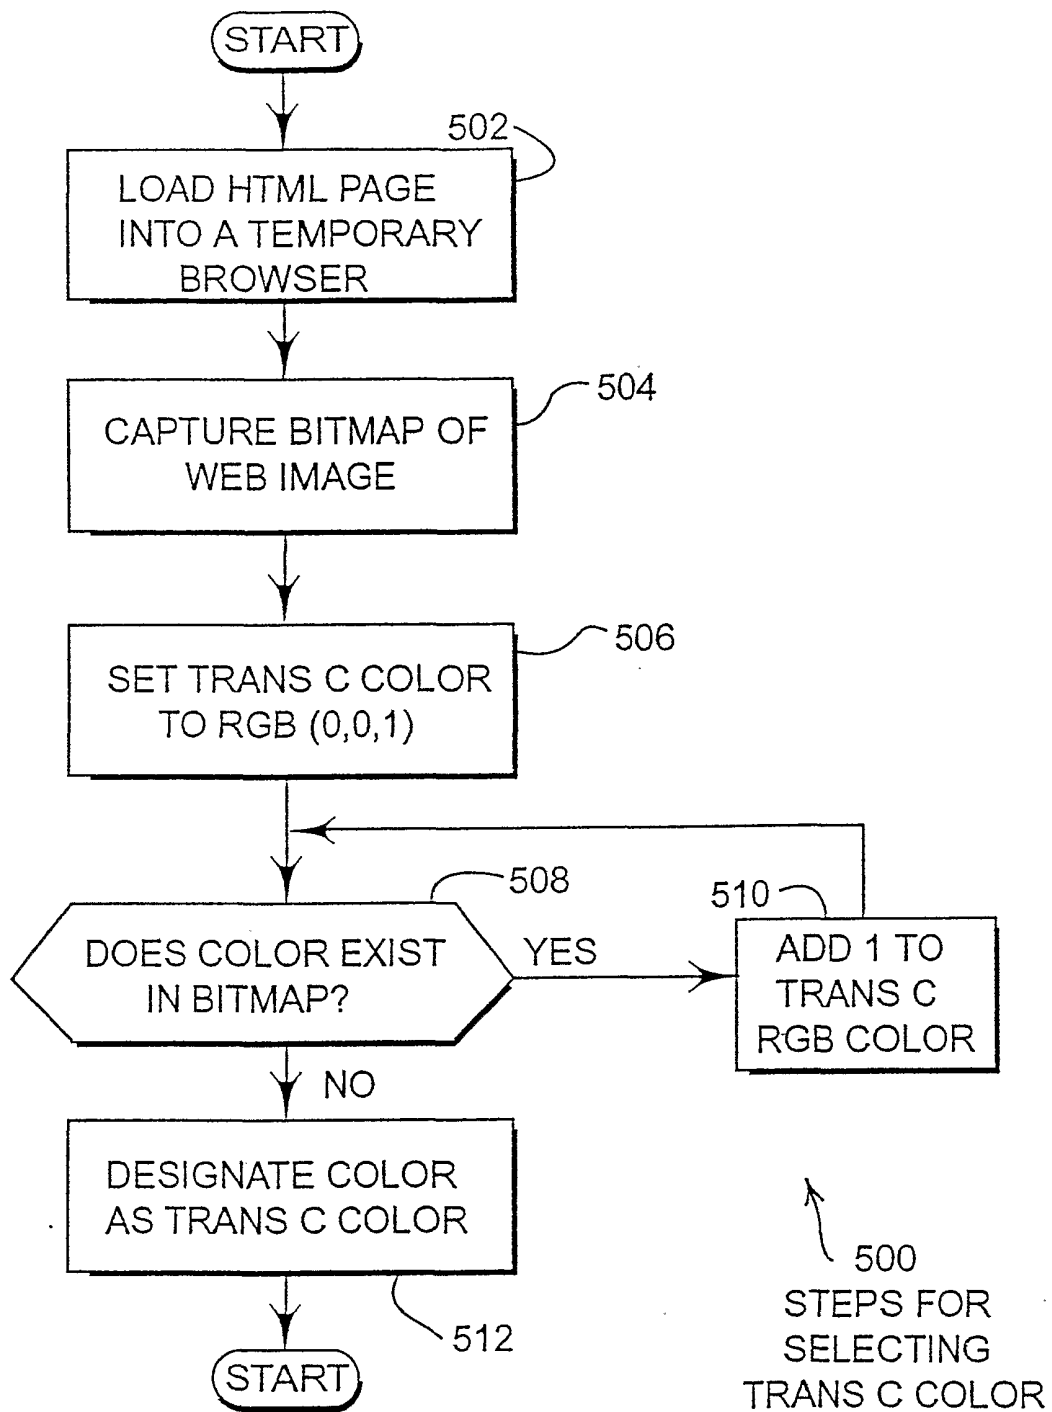 START
502
LOAD HTML PAGE
INTO A TEMPORARY
BROWSER
504
CAPTURE BITMAP OF
WEB IMAGE
506
SET TRANS C COLOR
TO RGB (0,0,1)
508
DOES COLOR EXIST
IN BITMAP?
YES
510
ADD 1 TO
TRANS C
RGB COLOR
NO
DESIGNATE COLOR
AS TRANS C COLOR
512
START
500
STEPS FOR
SELECTING
TRANS C COLOR